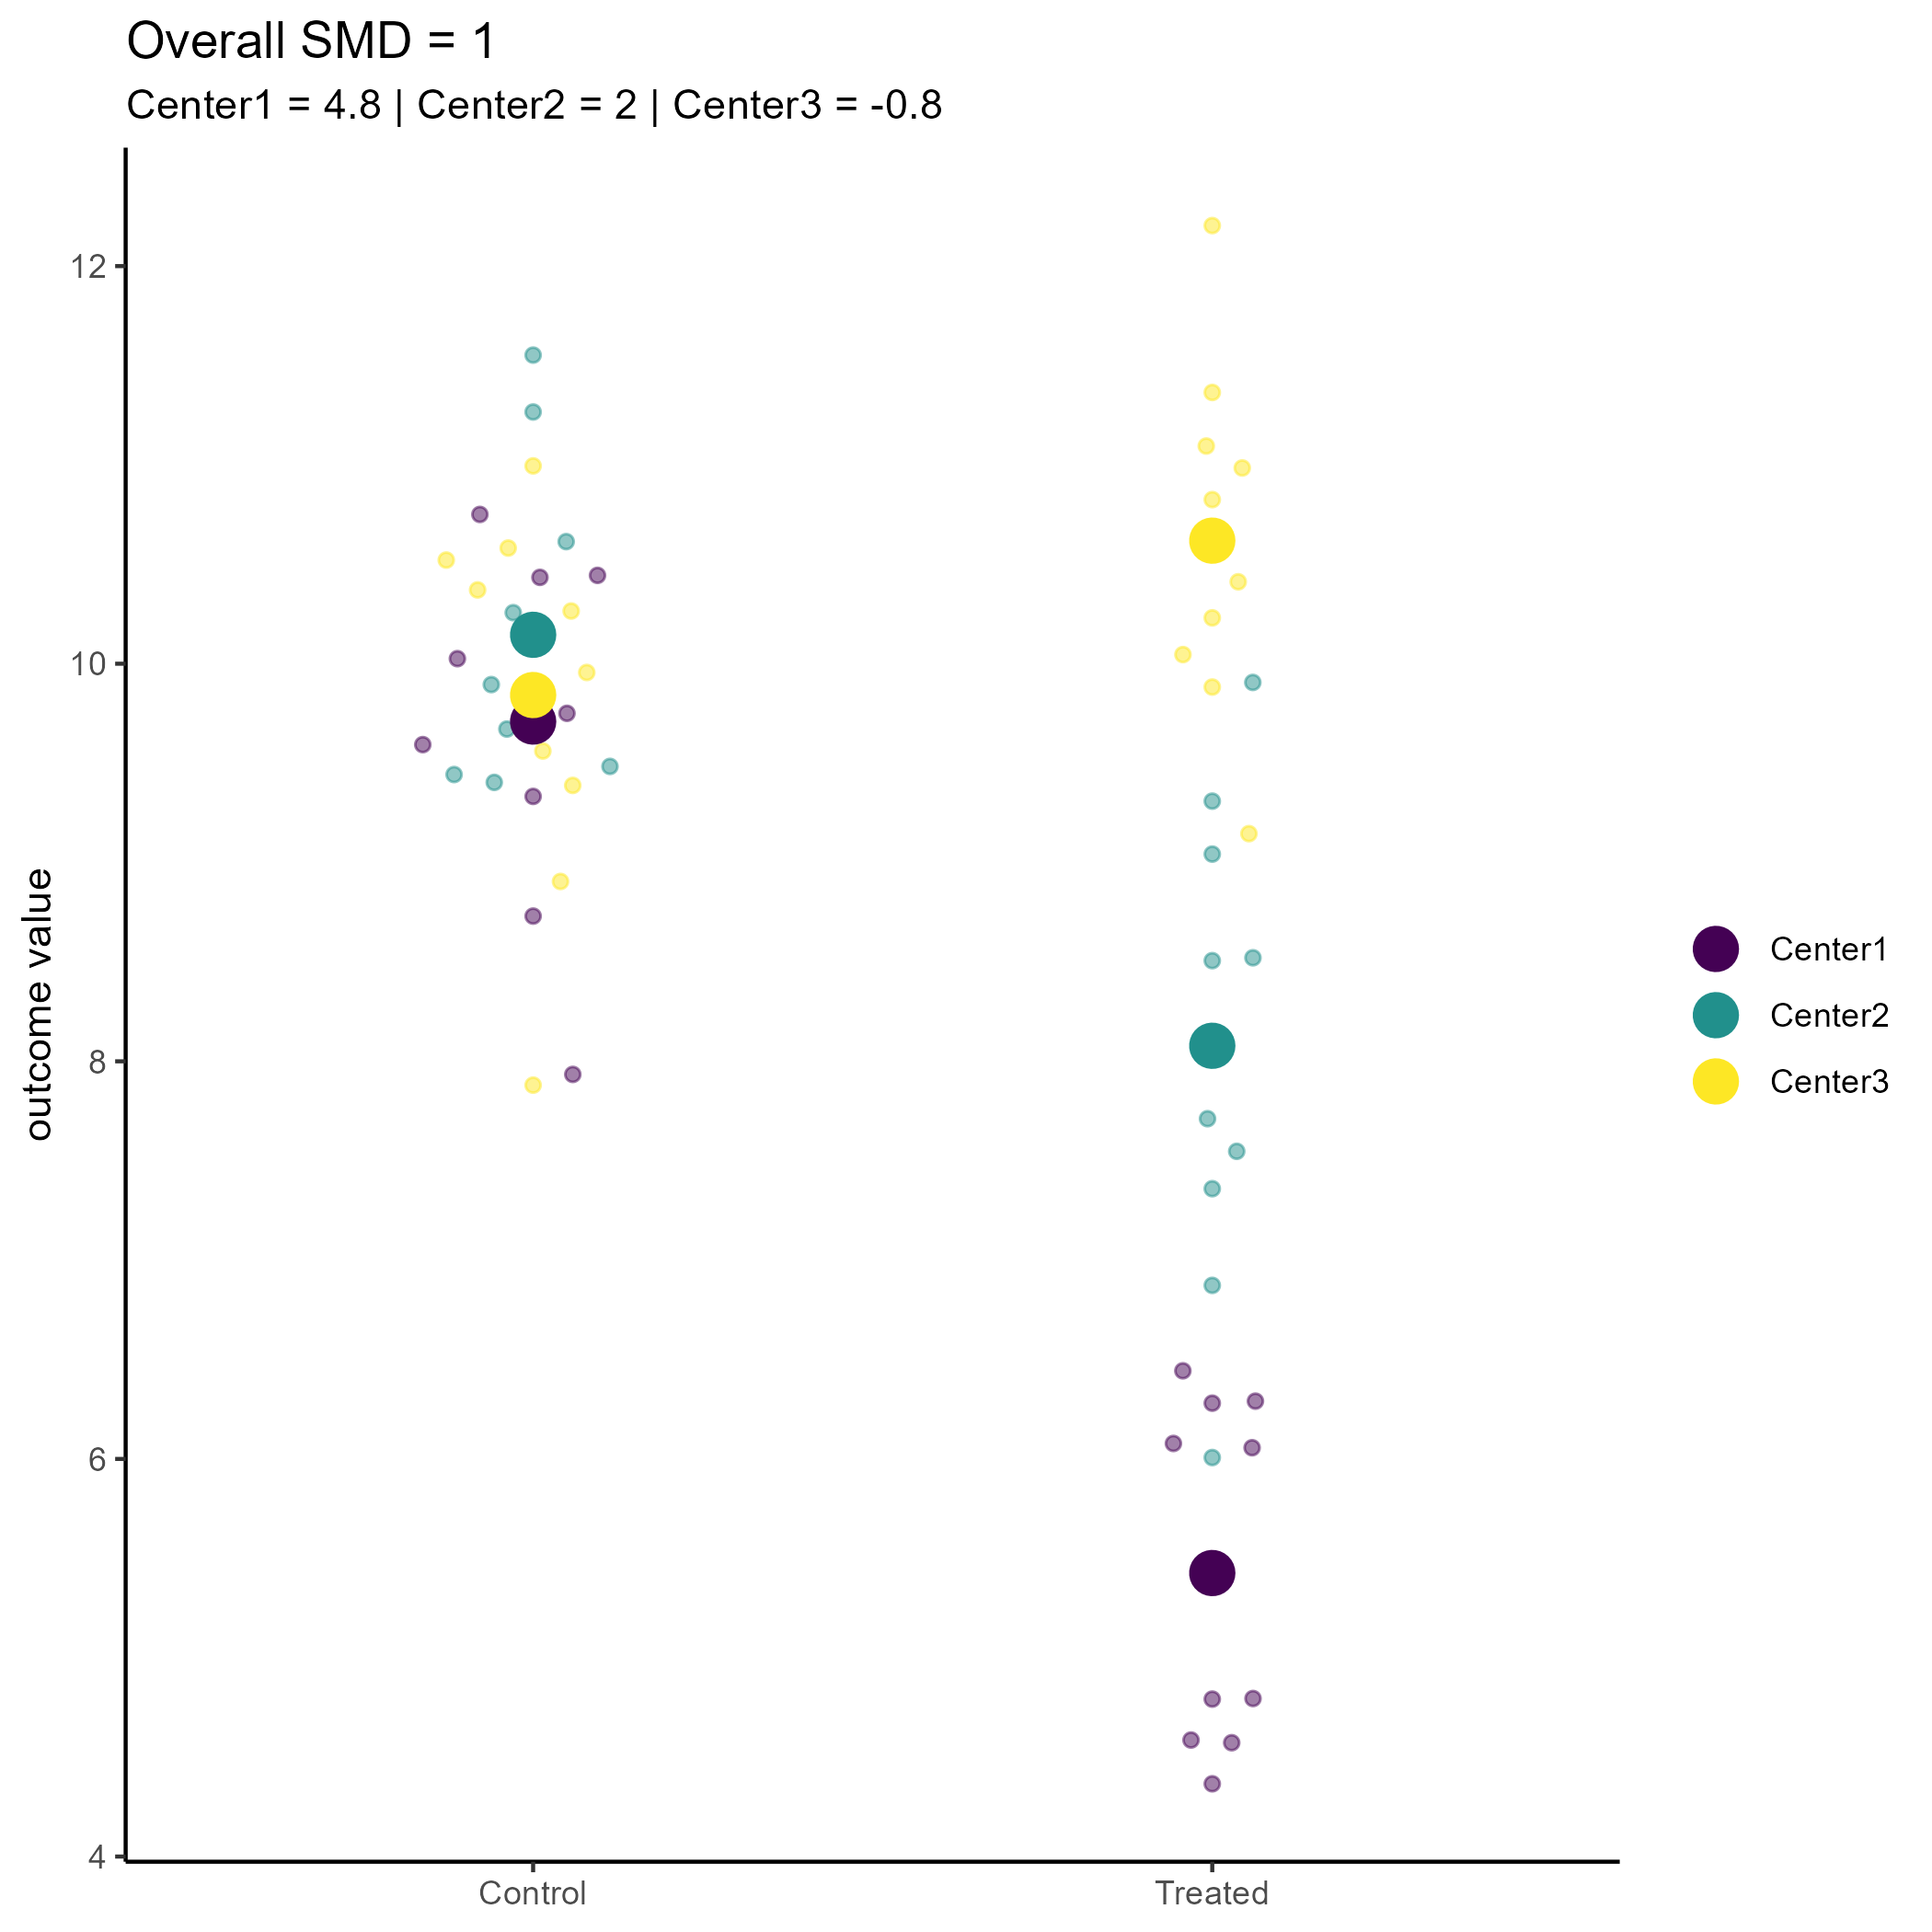 Overall SMD = 1
Center1 = 4.8 | Center2 = 2 | Center3 = -0.8
12
10
8
6
4
outcome value
Control
Treated
Center1
Center2
Center3